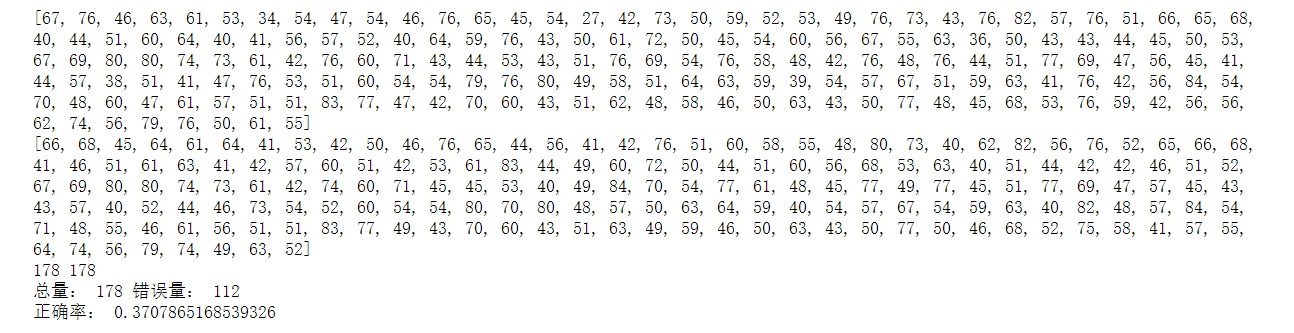 [67, 76, 46, 63, 61, 53, 34, 54, 47, 54, 46, 76, 65, 45, 54, 27, 42, 73, 50, 59, 52, 53, 49, 76, 73, 43, 76, 82, 57, 76, 51, 66, 65, 68,
40, 44, 51, 60, 64, 40, 41, 56, 57, 52, 40, 64, 59, 76, 43, 50, 61, 72, 50, 45, 54, 60, 56, 67, 55, 63, 36, 50, 43, 43, 44, 45, 50, 53,
67, 69, 80, 80, 74, 73, 61, 42, 76, 60, 71, 43, 44, 53, 43, 51, 76, 69, 54, 76, 58, 48, 42, 76, 48, 76, 44, 51, 77, 69, 47, 56, 45, 41,
44, 57, 38, 51, 41, 47, 76, 53, 51, 60, 54, 54, 79, 76, 80, 49, 58, 51, 64, 63, 59, 39, 54, 57, 67, 51, 59, 63, 41, 76, 42, 56, 84, 54,
70, 48, 60, 47, 61, 57, 51, 51, 83, 77, 47, 42, 70, 60, 43, 51, 62, 48, 58, 46, 50, 63, 43, 50, 77, 48, 45, 68, 53, 76, 59, 42, 56, 56,
62, 74, 56, 79, 76, 50, 61, 55]
[66, 68, 45, 64, 61, 64, 41, 53, 42, 50, 46, 76, 65, 44, 56, 41, 42, 76, 51, 60, 58, 55, 48, 80, 73, 40, 62, 82, 56, 76, 52, 65, 66, 68,
41, 46, 51, 61, 63, 41, 42, 57, 60, 51, 42, 53, 61, 83, 44, 49, 60, 72, 50, 44, 51, 60, 56, 68, 53, 63, 40, 51, 44, 42, 42, 46, 51, 52,
67, 69, 80, 80, 74, 73, 61, 42, 74, 60, 71, 45, 45, 53, 40, 49, 84, 70, 54, 77, 61, 48, 45, 77, 49, 77, 45, 51, 77, 69, 47, 57, 45, 43,
43, 57, 40, 52, 44, 46, 73, 54, 52, 60, 54, 54, 80, 70, 80, 48, 57, 50, 63, 64, 59, 40, 54, 57, 67, 54, 59, 63, 40, 82, 48, 57, 84, 54,
71, 48, 55, 46, 61, 56, 51, 51, 83, 77, 49, 43, 70, 60, 43, 51, 63, 49, 59, 46, 50, 63, 43, 50, 77, 50, 46, 68, 52, 75, 58, 41, 57, 55,
64, 74, 56, 79, 74, 49, 63, 52]
178 178
总量： 178 错误量： 112
正确率： 0.3707865168539326